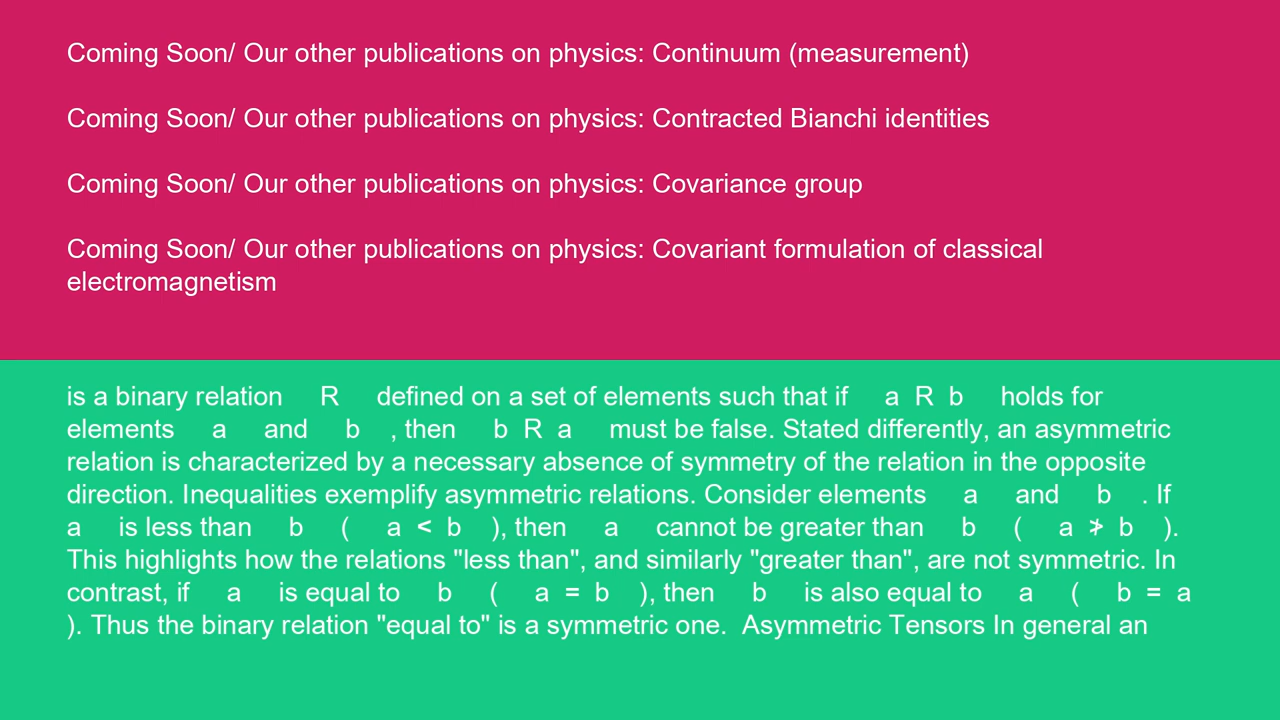 Coming Soon/ Our other publications on physics: Continuum (measurement)
Coming Soon/ Our other publications on physics: Contracted Bianchi identities
Coming Soon/ Our other publications on physics: Covariance group
Coming Soon/ Our other publications on physics: Covariant formulation of classical
electromagnetism
is a binary relation R defined on a set of elements such that if a R b holds for
elements a and b , then b R a must be false. Stated differently, an asymmetric
relation is characterized by a necessary absence of symmetry of the relation in the opposite
direction. Inequalities exemplify asymmetric relations. Consider elements a and b . If
a is less than b ( a < b ), then a cannot be greater than b ( a ≯ b ).
This highlights how the relations "less than", and similarly "greater than", are not symmetric. In
contrast, if a is equal to b ( a = b ), then b is also equal to a ( b = a
). Thus the binary relation "equal to" is a symmetric one. Asymmetric Tensors In general an